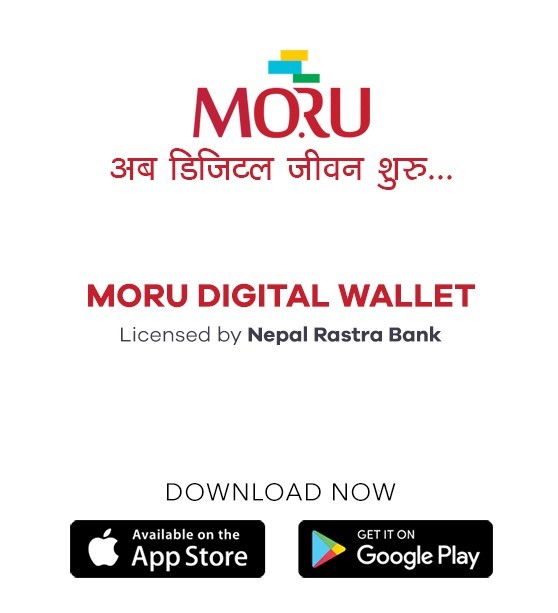 MORU
अब डिजिटल जीवन शुरु...
MORU DIGITAL WALLET
Licensed by Nepal Rastra Bank
DOWNLOAD NOW
Available on the
App Store
GET IT ON
Google Play